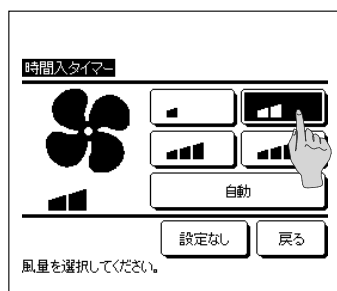 時間入タイマー
自動
設定なし
戻る
風量を選択してください。